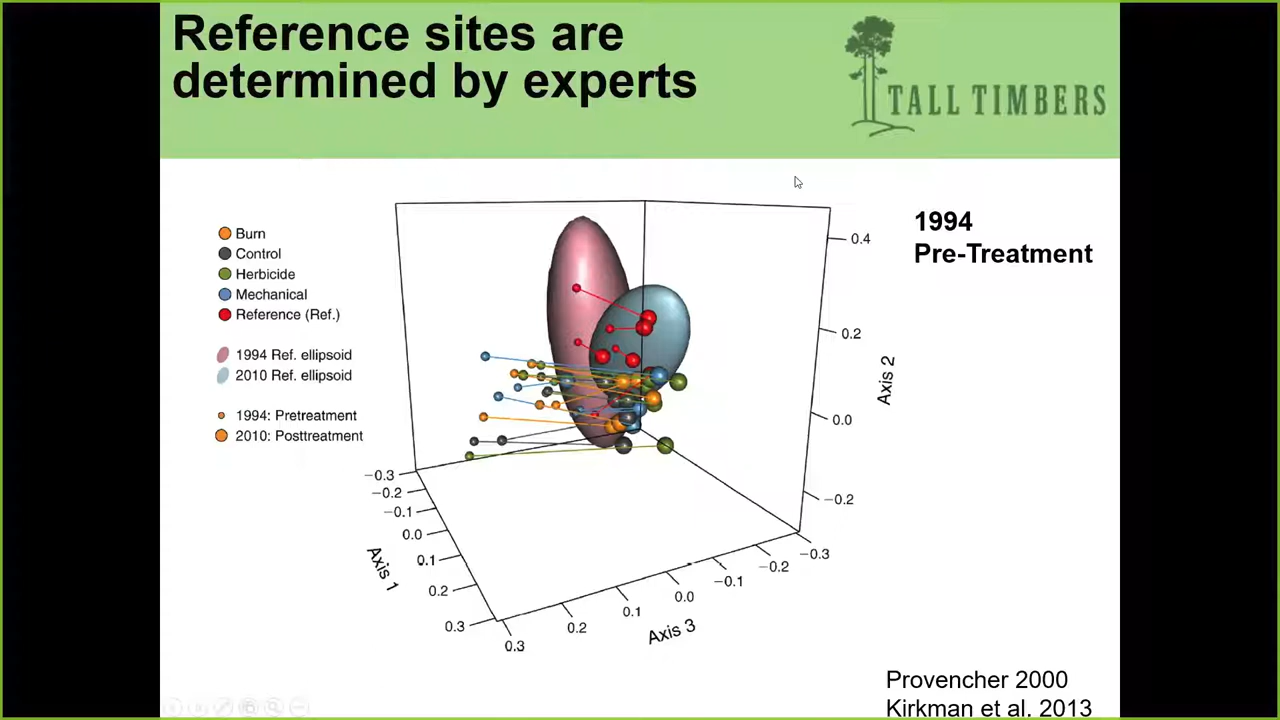 Reference sites are
determined by experts
TALL TIMBERS
1994
Pre-Treatment
Burn
Control
Herbicide
Mechanical
Reference (Ref.)
1994 Ref. ellipsoid
2010 Ref. ellipsoid
1994: Pretreatment
2010: Posttreatment
0.4
0.2
0.0
−0.2
Axis 2
−0.3
−0.2
−0.1
0.0
0.1
0.2
0.3
Axis 1
0.3
0.2
0.1
0.0
−0.1
−0.2
−0.3
Axis 3
Provencher 2000
Kirkman et al. 2013